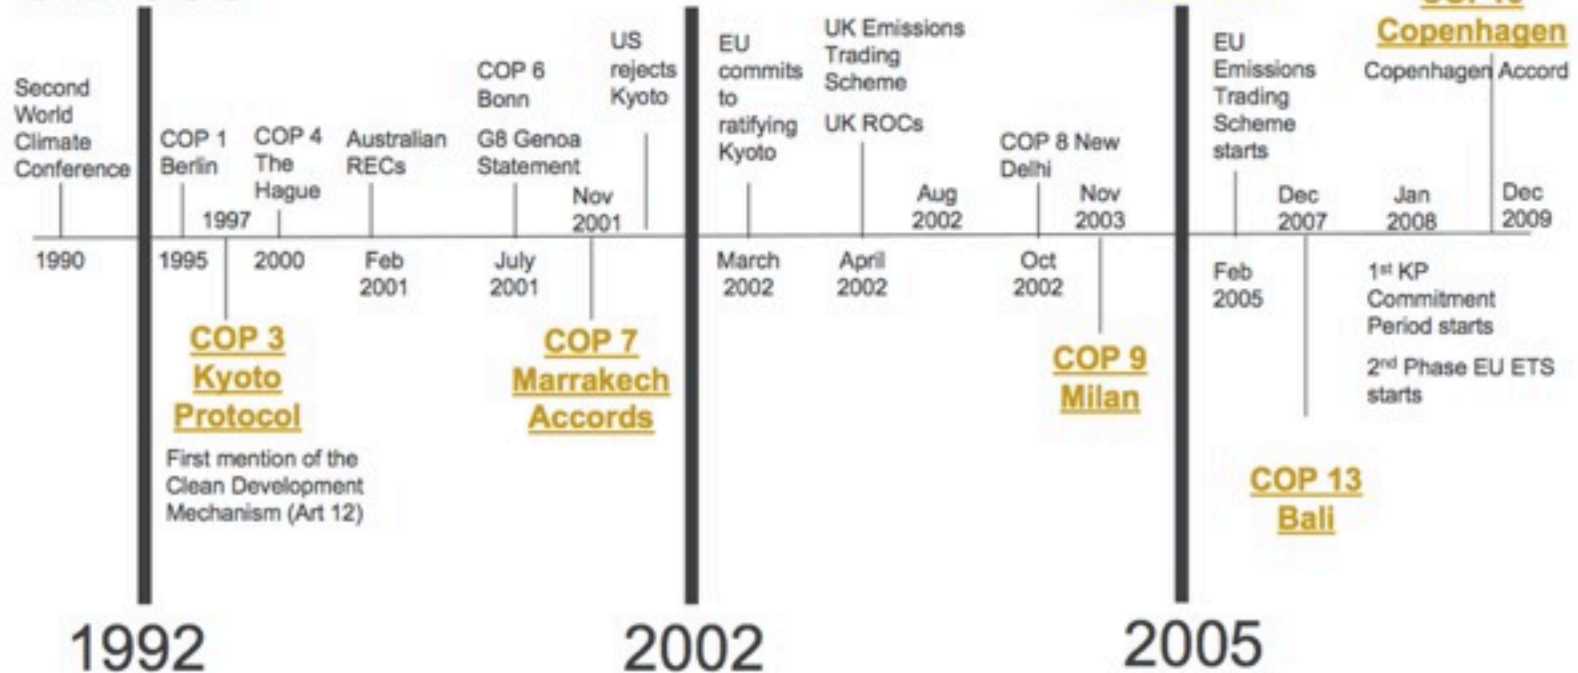 Copenhagen
Copenhagen Accord
Second
World
Climate
Conference
COP 1
Berlin
1997
COP 4
The
Hague
Australian
RECs
COP 6
Bonn
G8 Genoa
Statement
Nov
2001
US
rejects
Kyoto
EU
commits
to
ratifying
Kyoto
UK Emissions
Trading
Scheme
UK ROCs
Aug
2002
COP 8 New
Delhi
Nov
2003
EU
Emissions
Trading
Scheme
starts
Dec
2007
Jan
2008
Dec
2009
1990
1995
2000
Feb
2001
July
2001
March
2002
April
2002
Oct
2002
Feb
2005
1st KP
Commitment
Period starts
2nd Phase EU ETS
starts
COP 3
Kyoto
Protocol
First mention of the
Clean Development
Mechanism (Art 12)
COP 7
Marrakech
Accords
COP 9
Milan
COP 13
Bali
1992
2002
2005